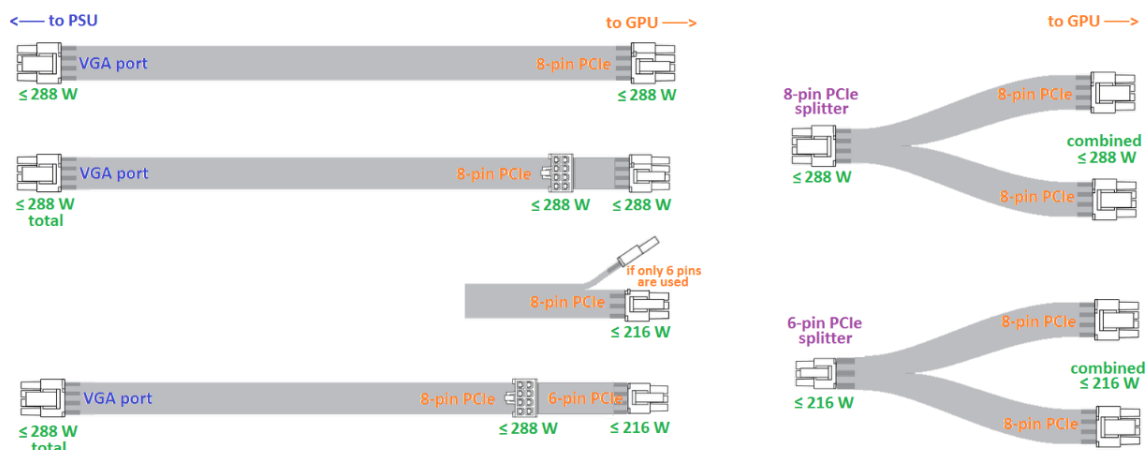 <— to PSU
to GPU —>
VGA port
8-pin PCIe
≤ 288 W
≤ 288 W
VGA port
8-pin PCIe
≤ 288 W
total
≤ 288 W
≤ 288 W
if only 6 pins
are used
8-pin PCIe
≤ 216 W
VGA port
8-pin PCIe
6-pin PCIe
≤ 288 W
total
≤ 288 W
≤ 216 W
to GPU —>
8-pin PCIe
splitter
8-pin PCIe
≤ 288 W
combined
≤ 288 W
8-pin PCIe
6-pin PCIe
splitter
8-pin PCIe
≤ 216 W
combined
≤ 216 W
8-pin PCIe